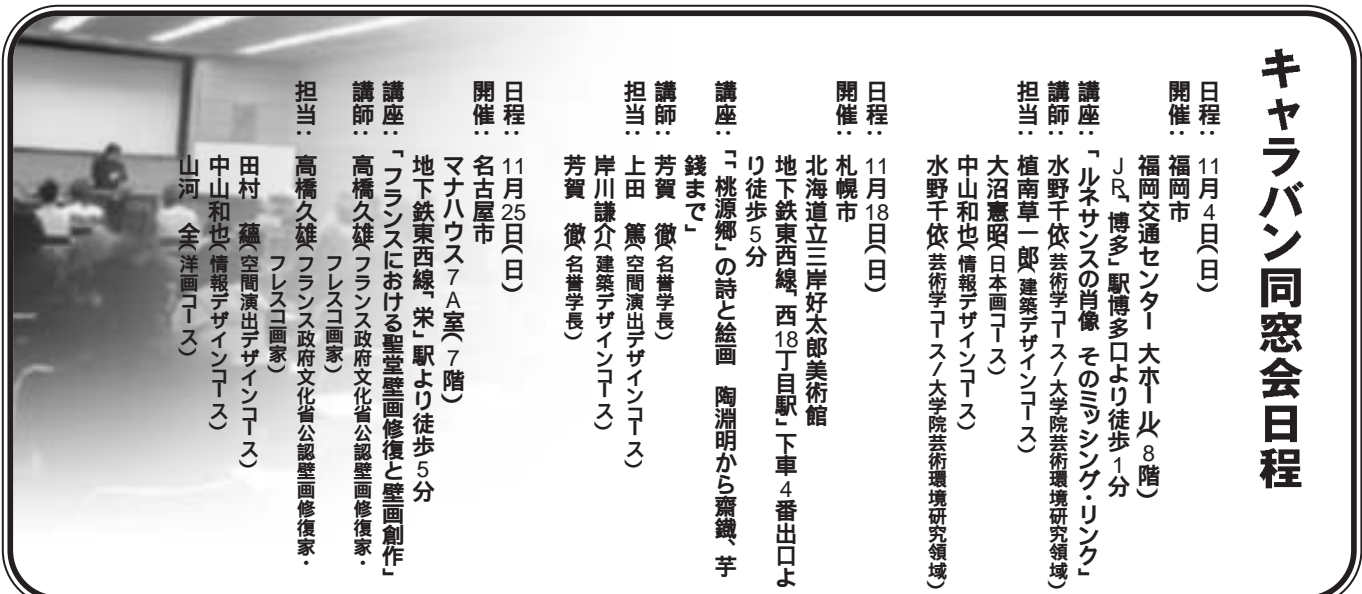 キャラバン同窓会日程
日程： 11月4日（日）
開催： 福岡市
福岡交通センター 大ホール（8階）
JR「博多」駅博多口より徒歩1分
講座： 「ルネサンスの肖像 そのミッシング・リンク」
講師： 水野千依（芸術学コース/大学院芸術環境研究領域）
担当： 植南草一郎（建築デザインコース）
大沼憲昭（日本画コース）
中山和也（情報デザインコース）
水野千依（芸術学コース/大学院芸術環境研究領域）
日程： 11月18日（日）
開催： 札幌市
北海道立三岸好太郎美術館
地下鉄東西線「西18丁目駅」下車4番出口よ
り徒歩5分
講座： 「「桃源郷」の詩と絵画 陶淵明から齋鐡、芋
錢まで」
講師： 芳賀 徹（名誉学長）
担当： 上田 篤（空間演出デザインコース）
岸川謙介（建築デザインコース）
芳賀 徹（名誉学長）
日程： 11月25日（日）
開催： 名古屋市
マナハウス7A室（7階）
地下鉄東西線「栄」駅より徒歩5分
講座： 「フランスにおける聖堂壁画修復と壁画創作」
講師： 高橋久雄（フランス政府文化省公認壁画修復家・
フレスコ画家）
担当： 高橋久雄（フランス政府文化省公認壁画修復家・
フレスコ画家）
田村 蘊（空間演出デザインコース）
中山和也（情報デザインコース）
山河 全（洋画コース）